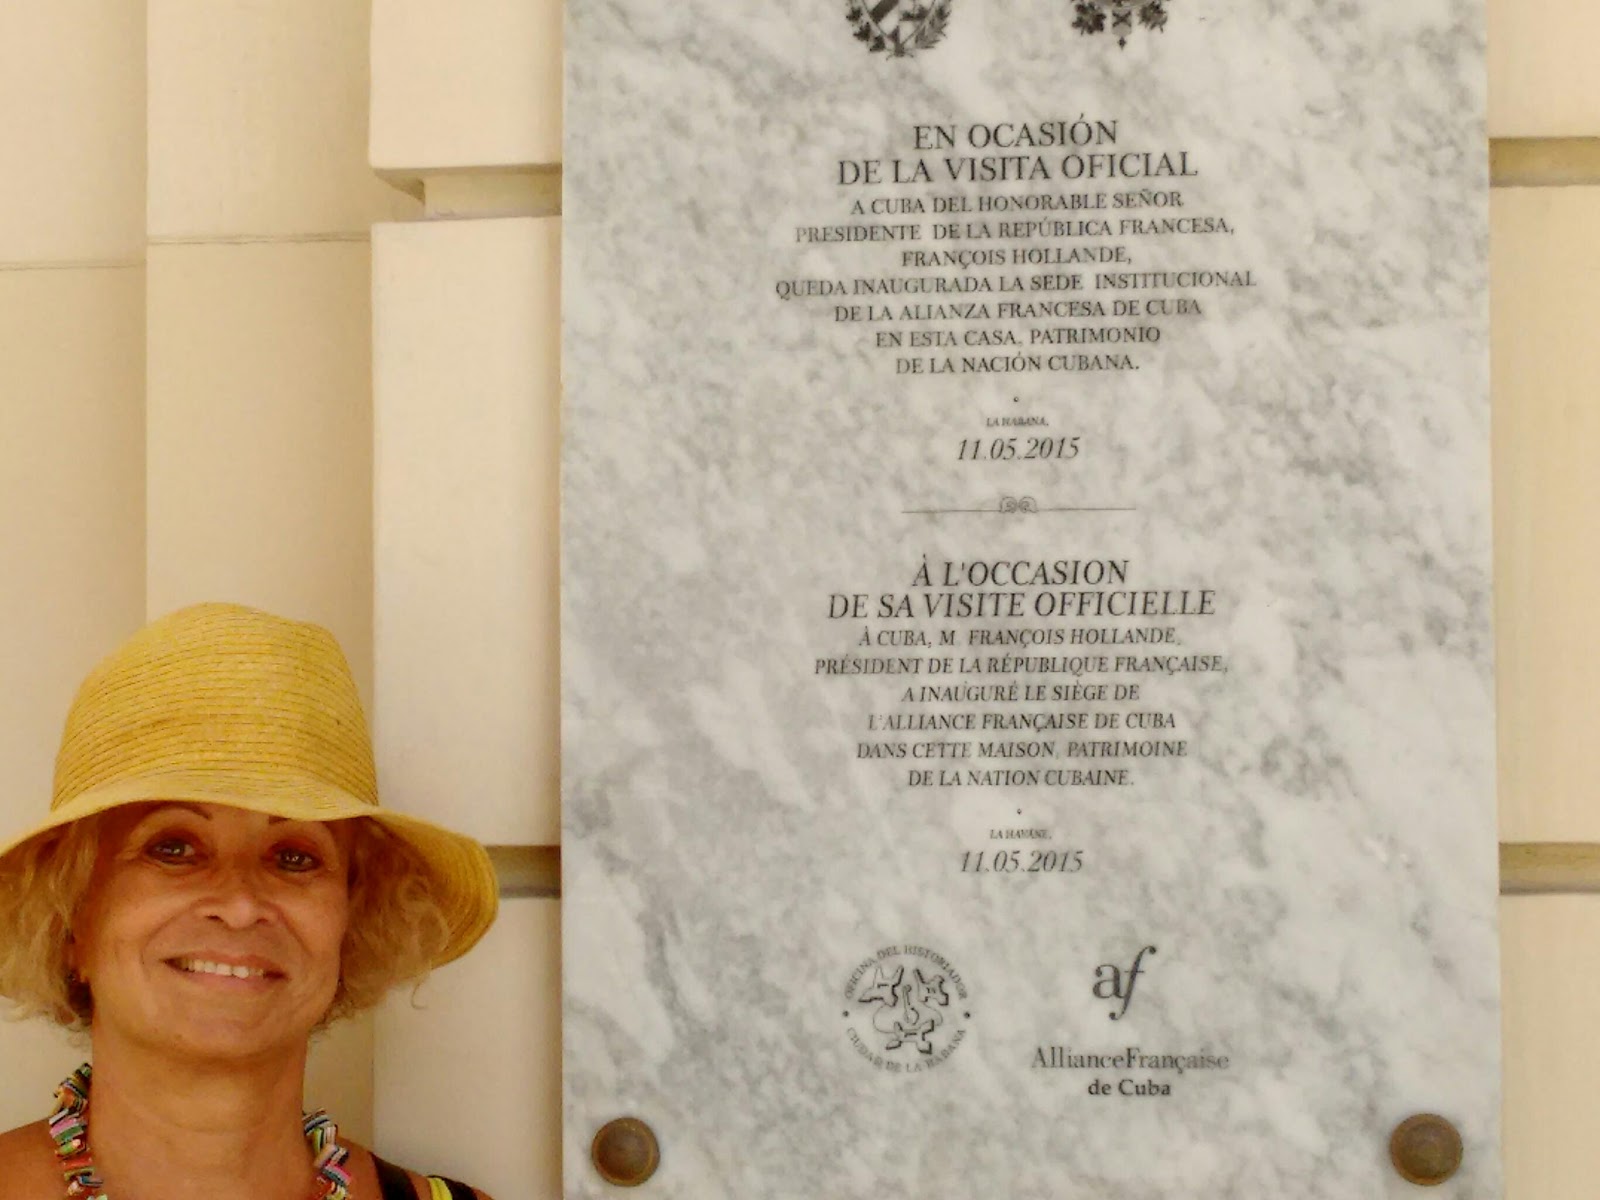 EN OCASIÓN
DE LA VISITA OFICIAL
A CUBA DEL HONORABLE SEÑOR
PRESIDENTE DE LA REPÚBLICA FRANCESA,
FRANÇOIS HOLLANDE,
QUEDA INAUGURADA LA SEDE INSTITUCIONAL
DE LA ALIANZA FRANCESA DE CUBA
EN ESTA CASA, PATRIMONIO
DE LA NACIÓN CUBANA.
LA HABANA,
11.05.2015
À L'OCCASION
DE SA VISITE OFFICIELLE
À CUBA, M. FRANÇOIS HOLLANDE,
PRÉSIDENT DE LA RÉPUBLIQUE FRANÇAISE,
A INAUGURÉ LE SIÈGE DE
L'ALLIANCE FRANÇAISE DE CUBA
DANS CETTE MAISON, PATRIMOINE
DE LA NATION CUBAINE.
LA HAVANE,
11.05.2015
OFICINA DEL HISTORIADOR
CIUDAD DE LA HABANA
af
AllianceFrançaise
de Cuba